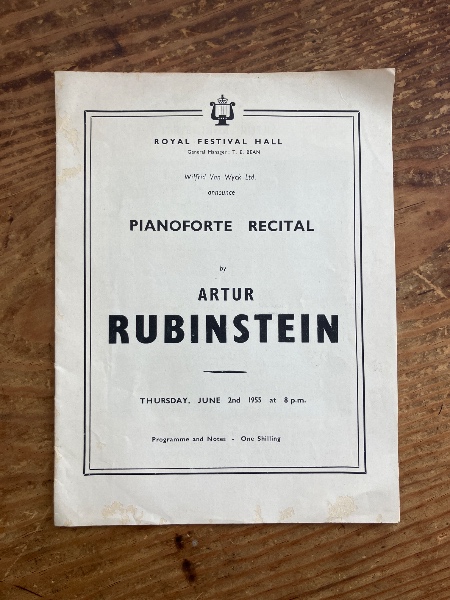 ROYAL FESTIVAL HALL
General Manager : T. E. BEAN
Wilfrid Van Wyck Ltd.
announce
PIANOFORTE RECITAL
by
ARTUR
RUBINSTEIN
THURSDAY, JUNE 2nd 1955 at 8 p.m.
Programme and Notes - One Shilling